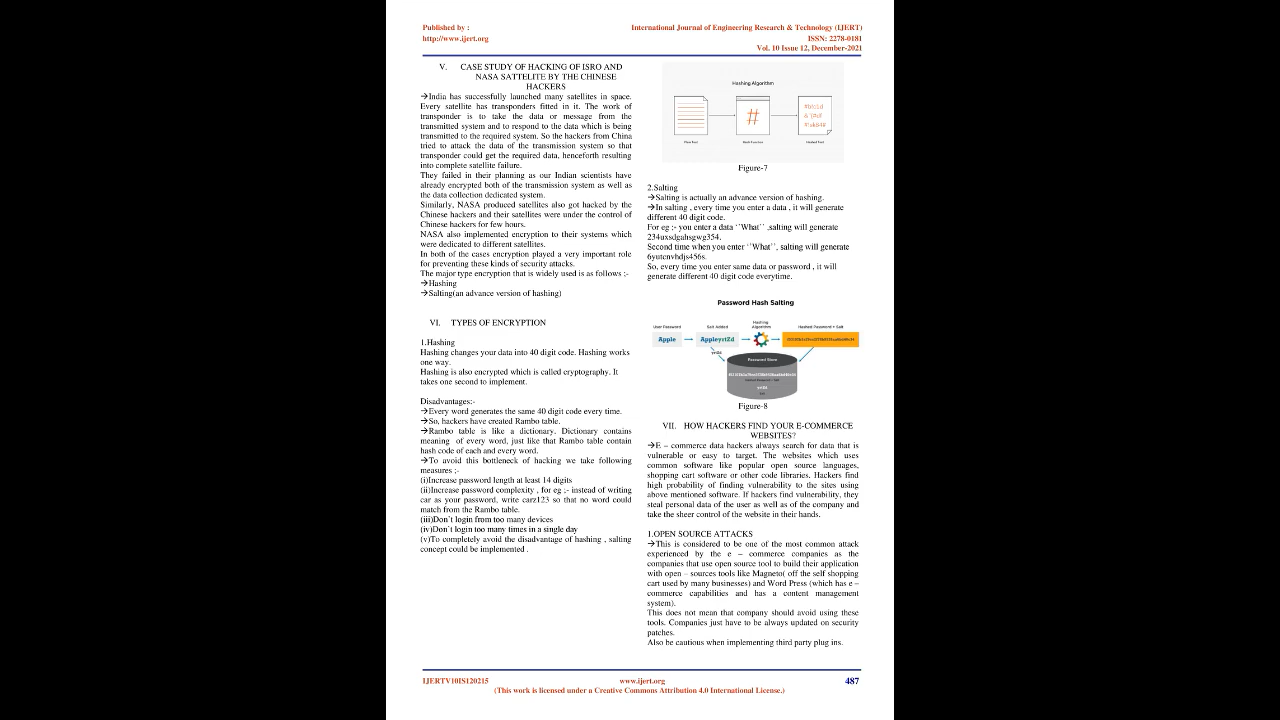 Published by :
http://www.ijert.org
International Journal of Engineering Research & Technology (IJERT)
ISSN: 2278-0181
Vol. 10 Issue 12, December-2021
V. CASE STUDY OF HACKING OF ISRO AND
NASA SATTELITE BY THE CHINESE
HACKERS
→India has successfully launched many satellites in space.
Every satellite has transponders fitted in it. The work of
transponder is to take the data or message from the
transmitted system and to respond to the data which is being
transmitted to the required system. So the hackers from China
tried to attack the data of the transmission system so that
transponder could get the required data, henceforth resulting
into complete satellite failure.
They failed in their planning as our Indian scientists have
already encrypted both of the transmission system as well as
the data collection dedicated system.
Similarly, NASA produced satellites also got hacked by the
Chinese hackers and their satellites were under the control of
Chinese hackers for few hours.
NASA also implemented encryption to their systems which
were dedicated to different satellites.
In both of the cases encryption played a very important role
for preventing these kinds of security attacks.
The major type encryption that is widely used is as follows ;-
→Hashing
→Salting(an advance version of hashing)
VI. TYPES OF ENCRYPTION
1.Hashing
Hashing changes your data into 40 digit code. Hashing works
one way.
Hashing is also encrypted which is called cryptography. It
takes one second to implement.
Disadvantages:-
→Every word generates the same 40 digit code every time.
→So, hackers have created Rambo table.
→Rambo table is like a dictionary. Dictionary contains
meaning of every word, just like that Rambo table contain
hash code of each and every word.
→To avoid this bottleneck of hacking we take following
measures ;-
(i)Increase password length at least 14 digits
(ii)Increase password complexity , for eg ;- instead of writing
car as your password, write carz123 so that no word could
match from the Rambo table.
(iii)Don`t login from too many devices
(iv)Don`t login too many times in a single day
(v)To completely avoid the disadvantage of hashing , salting
concept could be implemented .
Hashing Algorithm
#
Plain Text
Hash Function
Hashed Text
Figure-7
2.Salting
→Salting is actually an advance version of hashing.
→In salting , every time you enter a data , it will generate
different 40 digit code.
For eg ;- you enter a data ‘’What’’ ,salting will generate
234uxsdgahsgwg354.
Second time when you enter ‘’What’’, salting will generate
6yutcnvhdjs456s.
So, every time you enter same data or password , it will
generate different 40 digit code everytime.
Password Hash Salting
User Password
Salt Added
Hashing
Algorithm
Hashed Password + Salt
Apple
AppleyrtZd
yrtZd
Password Store
Hashed Password + Salt
yrtZd
Salt
Figure-8
VII. HOW HACKERS FIND YOUR E-COMMERCE
WEBSITES?
→E – commerce data hackers always search for data that is
vulnerable or easy to target. The websites which uses
common software like popular open source languages,
shopping cart software or other code libraries. Hackers find
high probability of finding vulnerability to the sites using
above mentioned software. If hackers find vulnerability, they
steal personal data of the user as well as of the company and
take the sheer control of the website in their hands.
1.OPEN SOURCE ATTACKS
→This is considered to be one of the most common attack
experienced by the e – commerce companies as the
companies that use open source tool to build their application
with open – sources tools like Magneto( off the self shopping
cart used by many businesses) and Word Press (which has e –
commerce capabilities and has a content management
system).
This does not mean that company should avoid using these
tools. Companies just have to be always updated on security
patches.
Also be cautious when implementing third party plug ins.
IJERTV10IS120215
www.ijert.org
487
(This work is licensed under a Creative Commons Attribution 4.0 International License.)